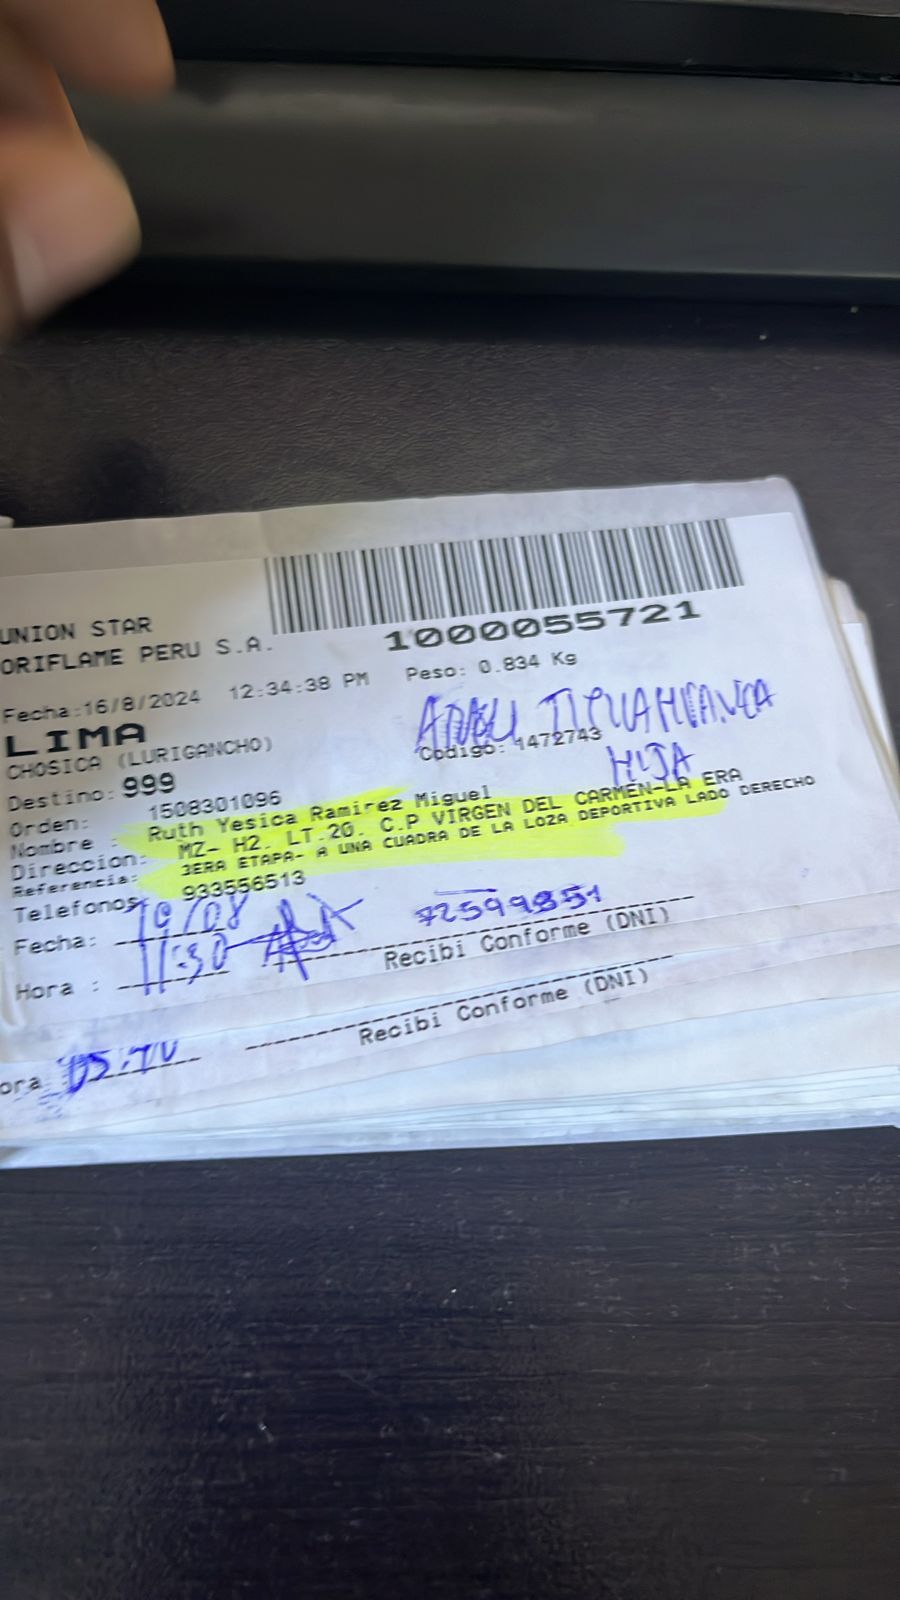 UNION STAR
ORIFLAME PERU S.A.
1000055721
Fecha:16/8/2024 12:34:38 PM Peso: 0.834 Kg
LIMA
CHOSICA (LURIGANCHO)
Codigo: 1472743
HIJA
Destino: 999
Orden: 1508301096
Nombre : Ruth Yesica Ramirez Miguel
Direccion: MZ- H2. LT.20. C.P VIRGEN DEL CARMEN-LA ERA
Referencia: 3ERA ETAPA- A UNA CUADRA DE LA LOZA DEPORTIVA LADO DERECHO
Telefonos: 933556513
Fecha:
Hora : 11:30
Recibi Conforme (DNI)
ora
Recibi Conforme (DNI)